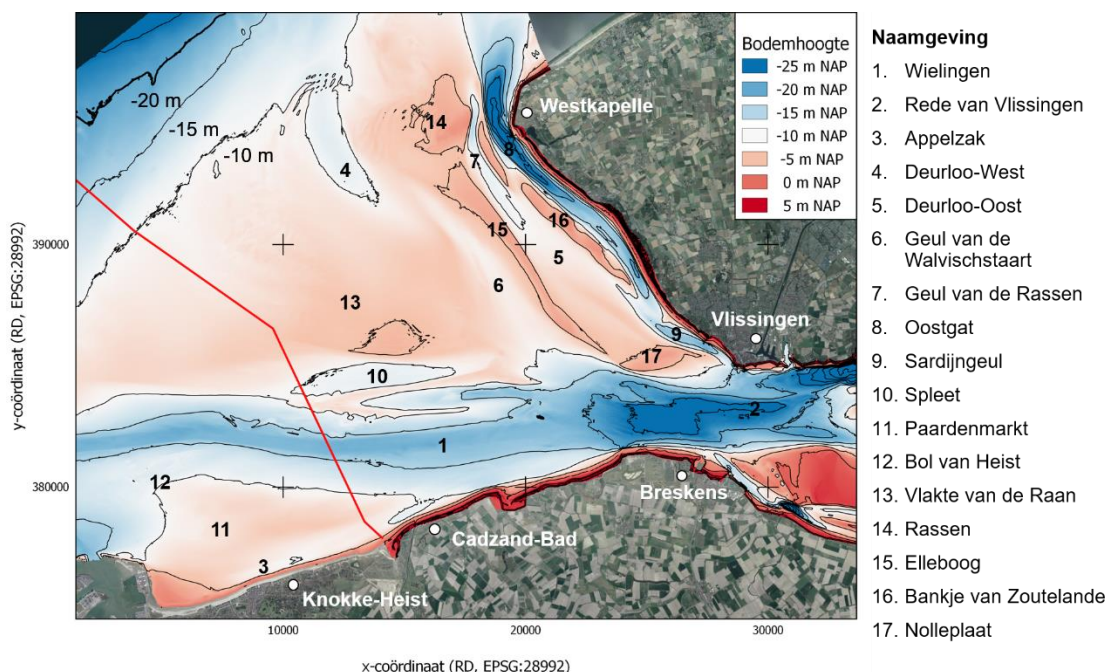 Bodemhoogte
-25 m NAP
-20 m NAP
-15 m NAP
-10 m NAP
-5 m NAP
0 m NAP
5 m NAP
-20 m
-15 m
-10 m
Westkapelle
Vlissingen
Breskens
Cadzand-Bad
Knokke-Heist
14
8
7
4
16
15
5
6
13
9
17
10
2
1
12
11
3
390000
380000
y-coördinaat (RD, EPSG:28992)
10000
20000
30000
x-coördinaat (RD, EPSG:28992)
Naamgeving
1. Wielingen
2. Rede van Vlissingen
3. Appelzak
4. Deurloo-West
5. Deurloo-Oost
6. Geul van de
Walvischstaart
7. Geul van de Rassen
8. Oostgat
9. Sardijngeul
10. Spleet
11. Paardenmarkt
12. Bol van Heist
13. Vlakte van de Raan
14. Rassen
15. Elleboog
16. Bankje van Zoutelande
17. Nolleplaat